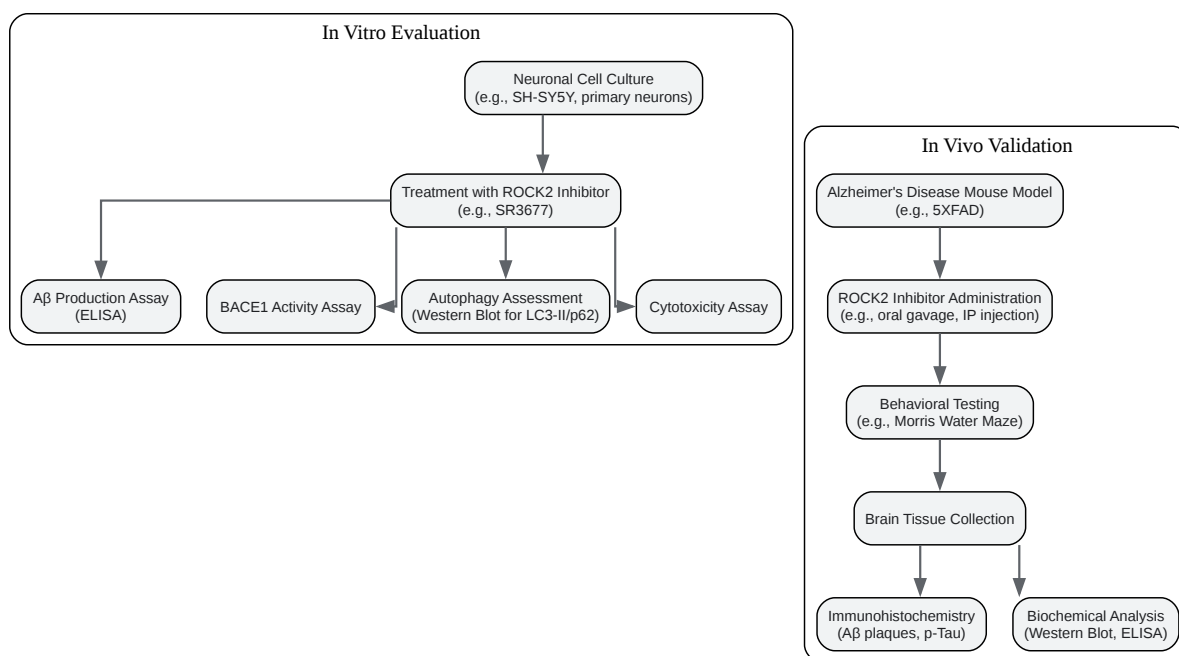 In Vitro Evaluation
Neuronal Cell Culture
(e.g., SH-SY5Y, primary neurons)
Treatment with ROCK2 Inhibitor
(e.g., SR3677)
Aβ Production Assay
(ELISA)
BACE1 Activity Assay
Autophagy Assessment
(Western Blot for LC3-II/p62)
Cytotoxicity Assay
In Vivo Validation
Alzheimer's Disease Mouse Model
(e.g., 5XFAD)
ROCK2 Inhibitor Administration
(e.g., oral gavage, IP injection)
Behavioral Testing
(e.g., Morris Water Maze)
Brain Tissue Collection
Immunohistochemistry
(Aβ plaques, p-Tau)
Biochemical Analysis
(Western Blot, ELISA)